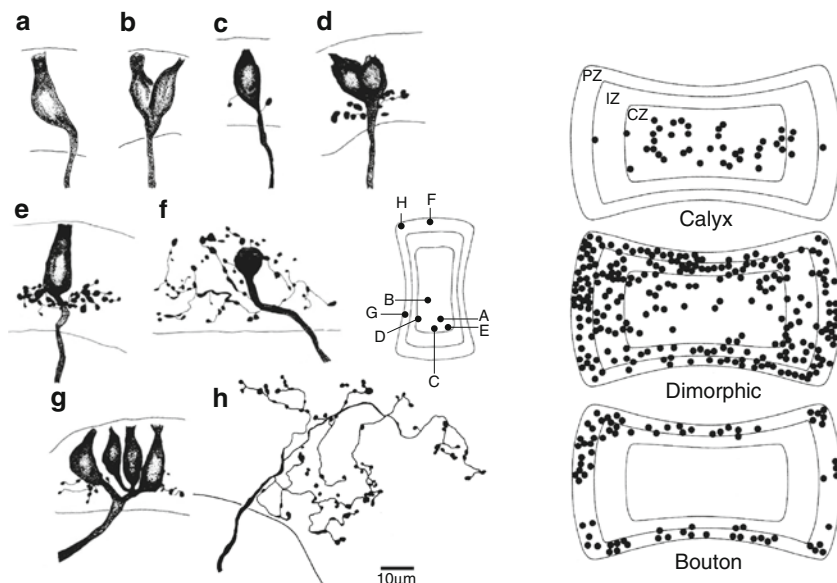 a b c d
e f
g h
H F
B
G A
D E
C
10µm
PZ
IZ
CZ
Calyx
Dimorphic
Bouton